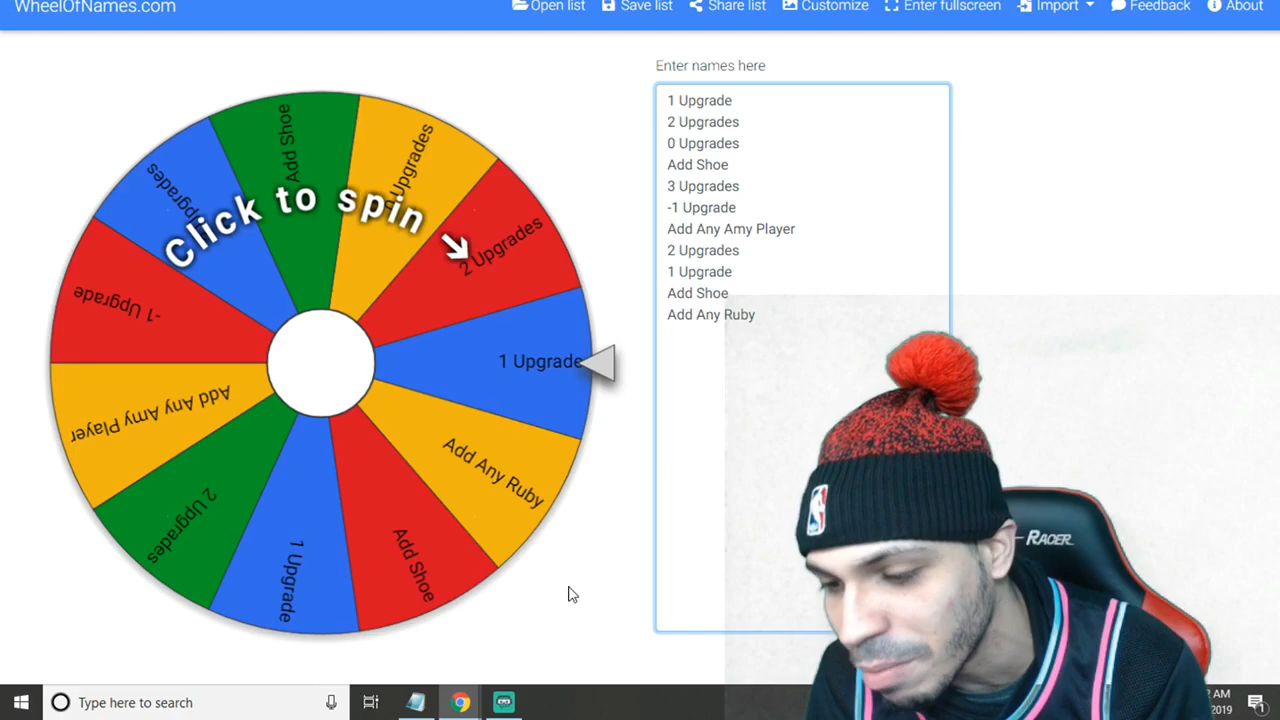 WheelOfNames.com
Open list
Save list
Share list
Customize
Enter fullscreen
Import
Feedback
About
Enter names here
1 Upgrade
2 Upgrades
0 Upgrades
Add Shoe
3 Upgrades
-1 Upgrade
Add Any Amy Player
2 Upgrades
1 Upgrade
Add Shoe
Add Any Ruby
Click to spin
Add Shoe
Upgrades
2 Upgrades
1 Upgrade
Add Any Ruby
Add Shoe
1 Upgrade
2 Upgrades
Add Any Amy Player
-1 Upgrade
Upgrades
RACER
Type here to search
AM
2019
1